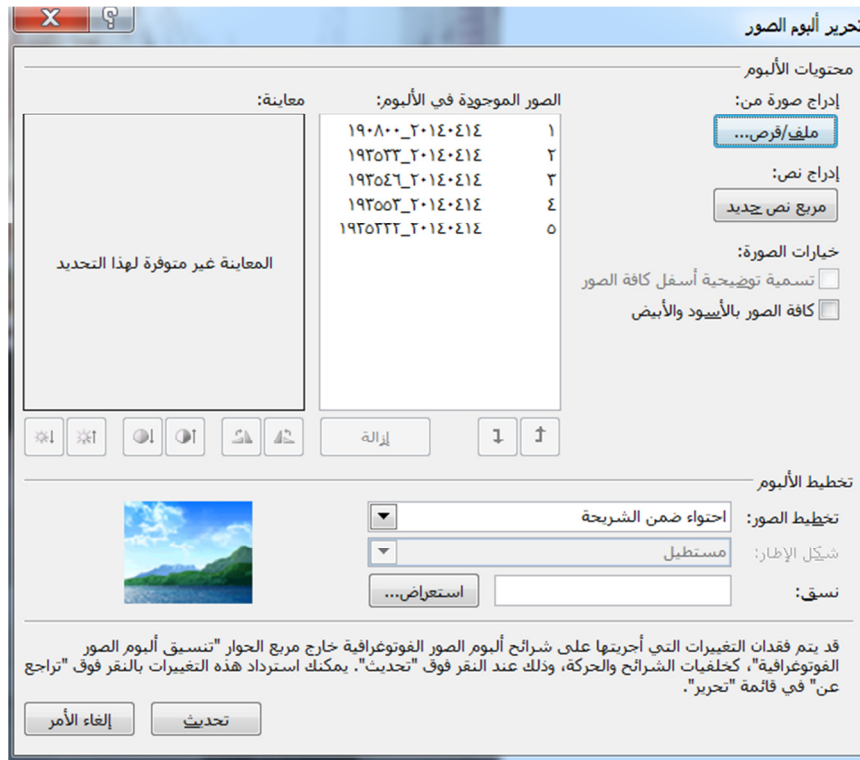 تحرير ألبوم الصور
محتويات الألبوم
إدراج صورة من:
ملف/قرص...
إدراج نص:
مربع نص جديد
خيارات الصورة:
تسمية توضيحية أسفل كافة الصور
كافة الصور بالأسود والأبيض
الصور الموجودة في الألبوم:
١ ٢٠١٤٠٤١٤_١٩٠٨٠٠
٢ ٢٠١٤٠٤١٤_١٩٣٥٣٣
٣ ٢٠١٤٠٤١٤_١٩٣٥٤٦
٤ ٢٠١٤٠٤١٤_١٩٣٥٥٣
٥ ٢٠١٤٠٤١٤_١٩٣٥٢٢٢
إزالة
معاينة:
المعاينة غير متوفرة لهذا التحديد
تخطيط الألبوم
تخطيط الصور: احتواء ضمن الشريحة
شكل الإطار: مستطيل
نسق: استعراض...
قد يتم فقدان التغييرات التي أجريتها على شرائح ألبوم الصور الفوتوغرافية خارج مربع الحوار "تنسيق ألبوم الصور
الفوتوغرافية"، كخلفيات الشرائح والحركة، وذلك عند النقر فوق "تحديث". يمكنك استرداد هذه التغييرات بالنقر فوق "تراجع
عن" في قائمة "تحرير".
تحديث إلغاء الأمر